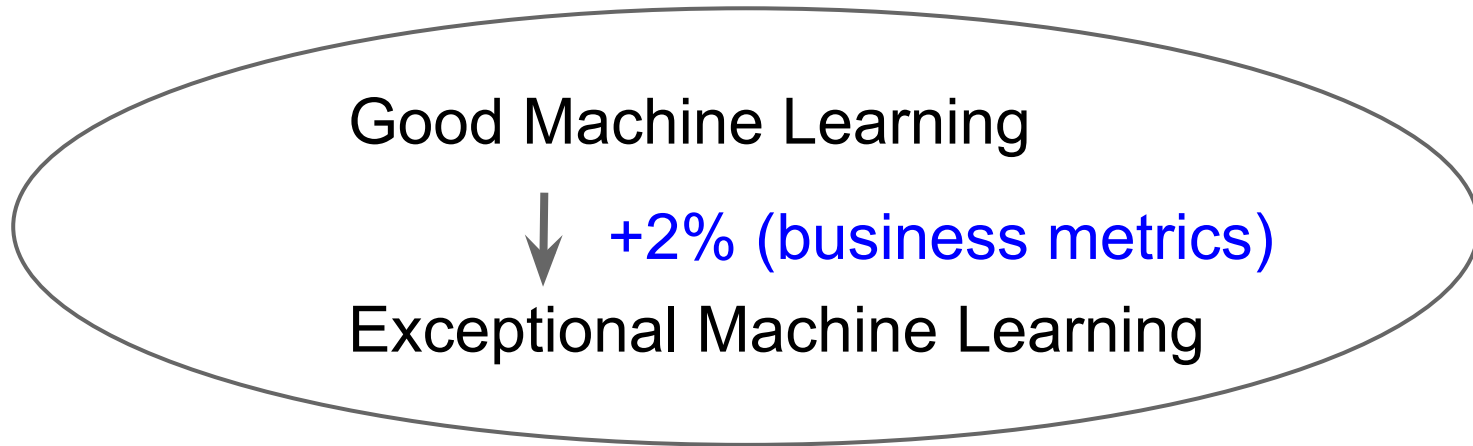 Good Machine Learning
+2% (business metrics)
Exceptional Machine Learning